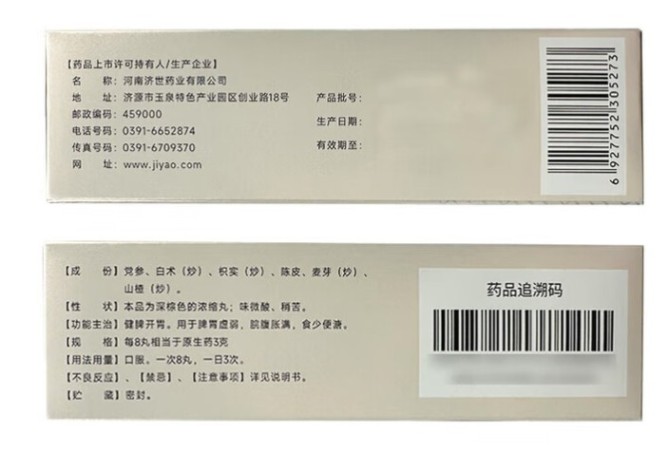 【药品上市许可持有人/生产企业】
名 称：河南济世药业有限公司
地 址：济源市玉泉特色产业园区创业路18号
邮政编码：459000
电话号码：0391-6652874
传真号码：0391-6709370
网 址：www.jiyao.com
产品批号：
生产日期：
有效期至：
6 927752 305273
【成 份】党参、白术（炒）、枳实（炒）、陈皮、麦芽（炒）、
山楂（炒）。
【性 状】本品为深棕色的浓缩丸；味微酸、稍苦。
【功能主治】健脾开胃。用于脾胃虚弱，脘腹胀满，食少便溏。
【规 格】每8丸相当于原生药3克
【用法用量】口服。一次8丸，一日3次。
【不良反应】、【禁忌】、【注意事项】详见说明书。
【贮 藏】密封。
药品追溯码